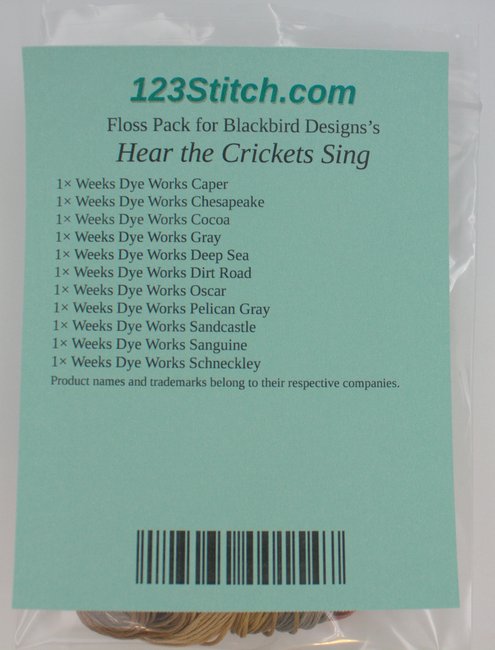 123Stitch.com
Floss Pack for Blackbird Designs's
Hear the Crickets Sing
1× Weeks Dye Works Caper
1× Weeks Dye Works Chesapeake
1× Weeks Dye Works Cocoa
1× Weeks Dye Works Gray
1× Weeks Dye Works Deep Sea
1× Weeks Dye Works Dirt Road
1× Weeks Dye Works Oscar
1× Weeks Dye Works Pelican Gray
1× Weeks Dye Works Sandcastle
1× Weeks Dye Works Sanguine
1× Weeks Dye Works Schneckley
Product names and trademarks belong to their respective companies.